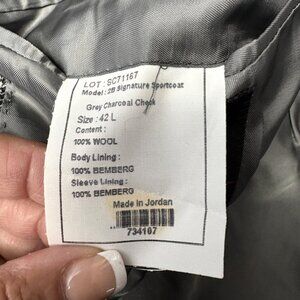 LOT : SC71167
Model : 2B Signature Sportcoat
Grey Charcoal Check
Size : 42 L
Content :
100% WOOL
Body Lining :
100% BEMBERG
Sleeve Lining :
100% BEMBERG
Made in Jordan
734107